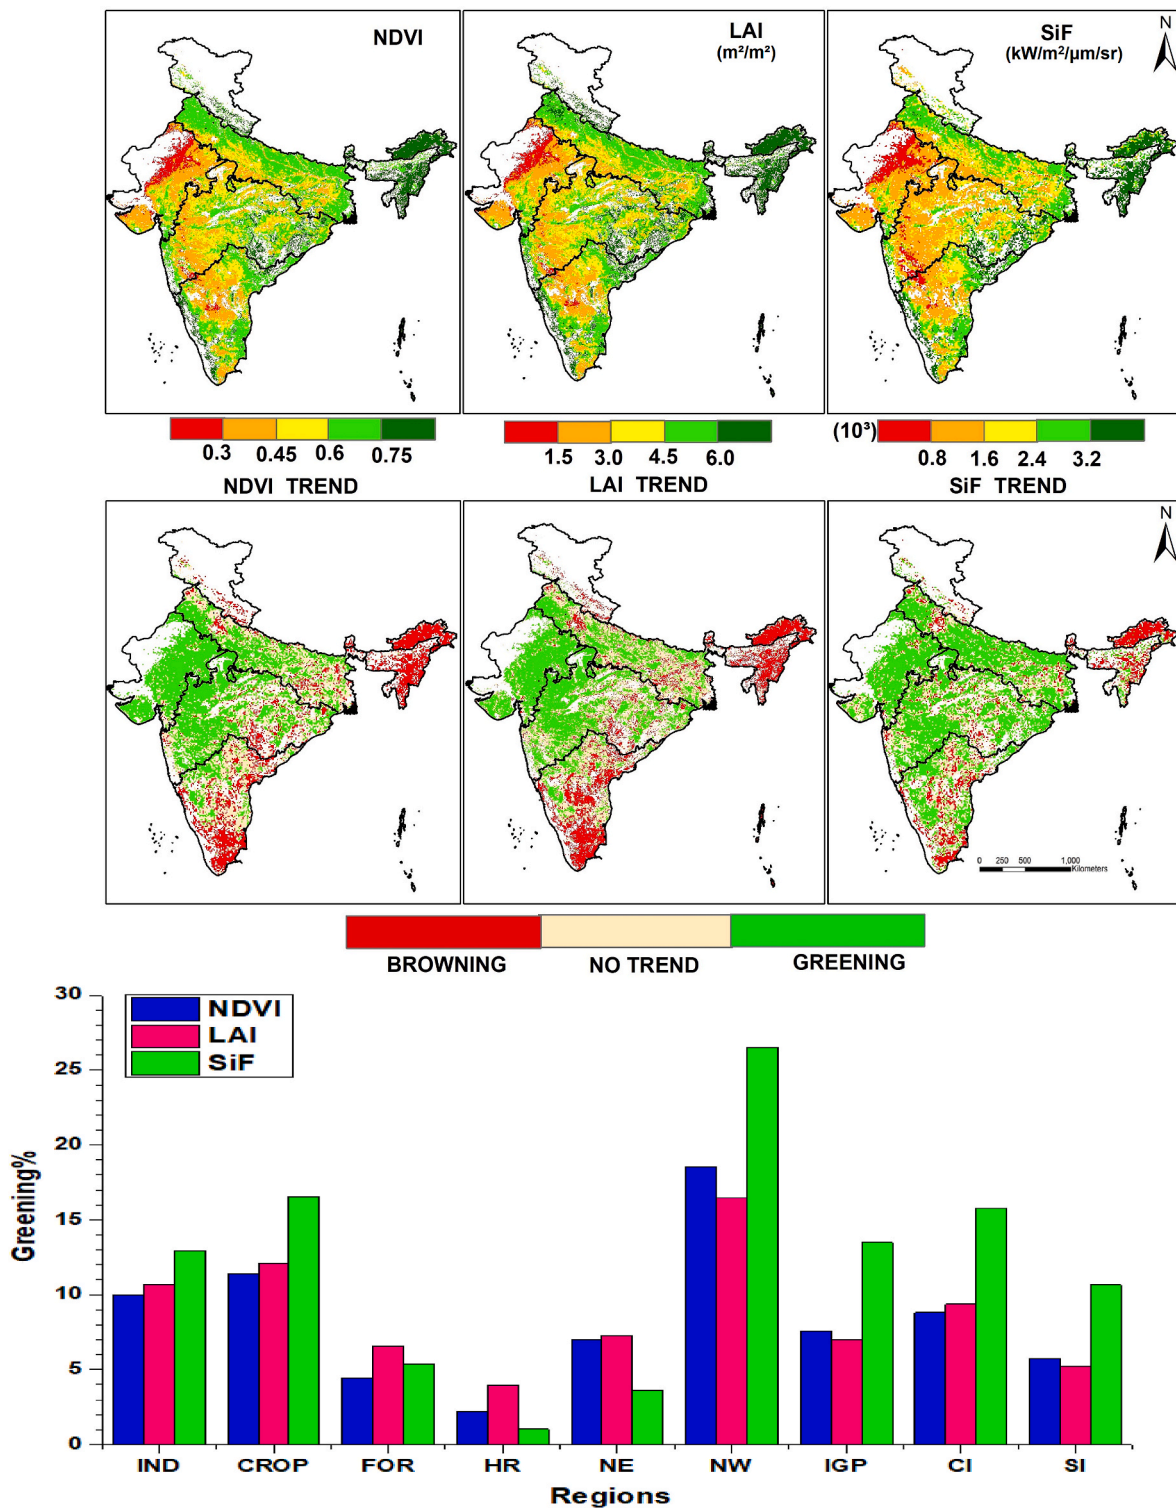 NDVI
LAI
(m²/m²)
SiF
(kW/m²/µm/sr)
N
0.3 0.45 0.6 0.75
1.5 3.0 4.5 6.0
(10³)
0.8 1.6 2.4 3.2
NDVI TREND
LAI TREND
SiF TREND
N
0 250 500 1,000
Kilometers
BROWNING
NO TREND
GREENING
30
25
20
15
10
5
0
Greening%
NDVI
LAI
SiF
IND CROP FOR HR NE NW IGP CI SI
Regions